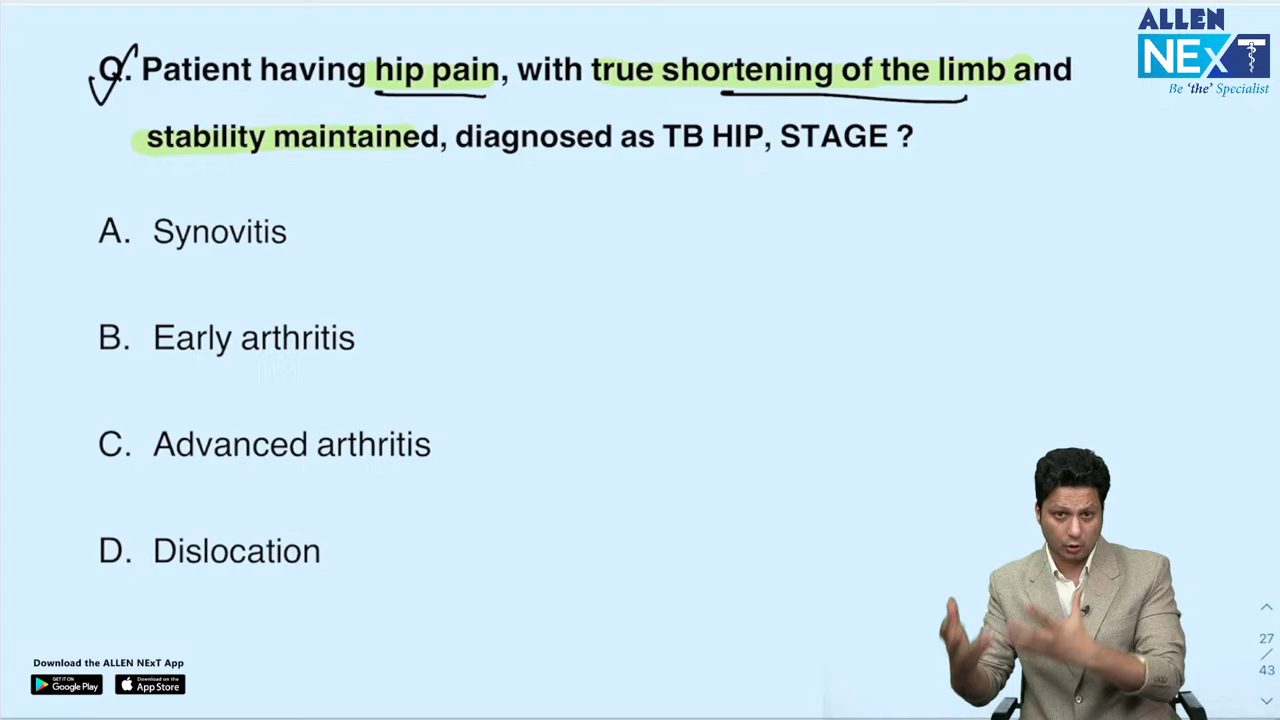 ALLEN
NEXT
Be 'the' Specialist
Q. Patient having hip pain, with true shortening of the limb and
stability maintained, diagnosed as TB HIP, STAGE ?
A. Synovitis
B. Early arthritis
C. Advanced arthritis
D. Dislocation
Download the ALLEN NExT App
GET IT ON
Google Play
Download on the
App Store
27
/
43